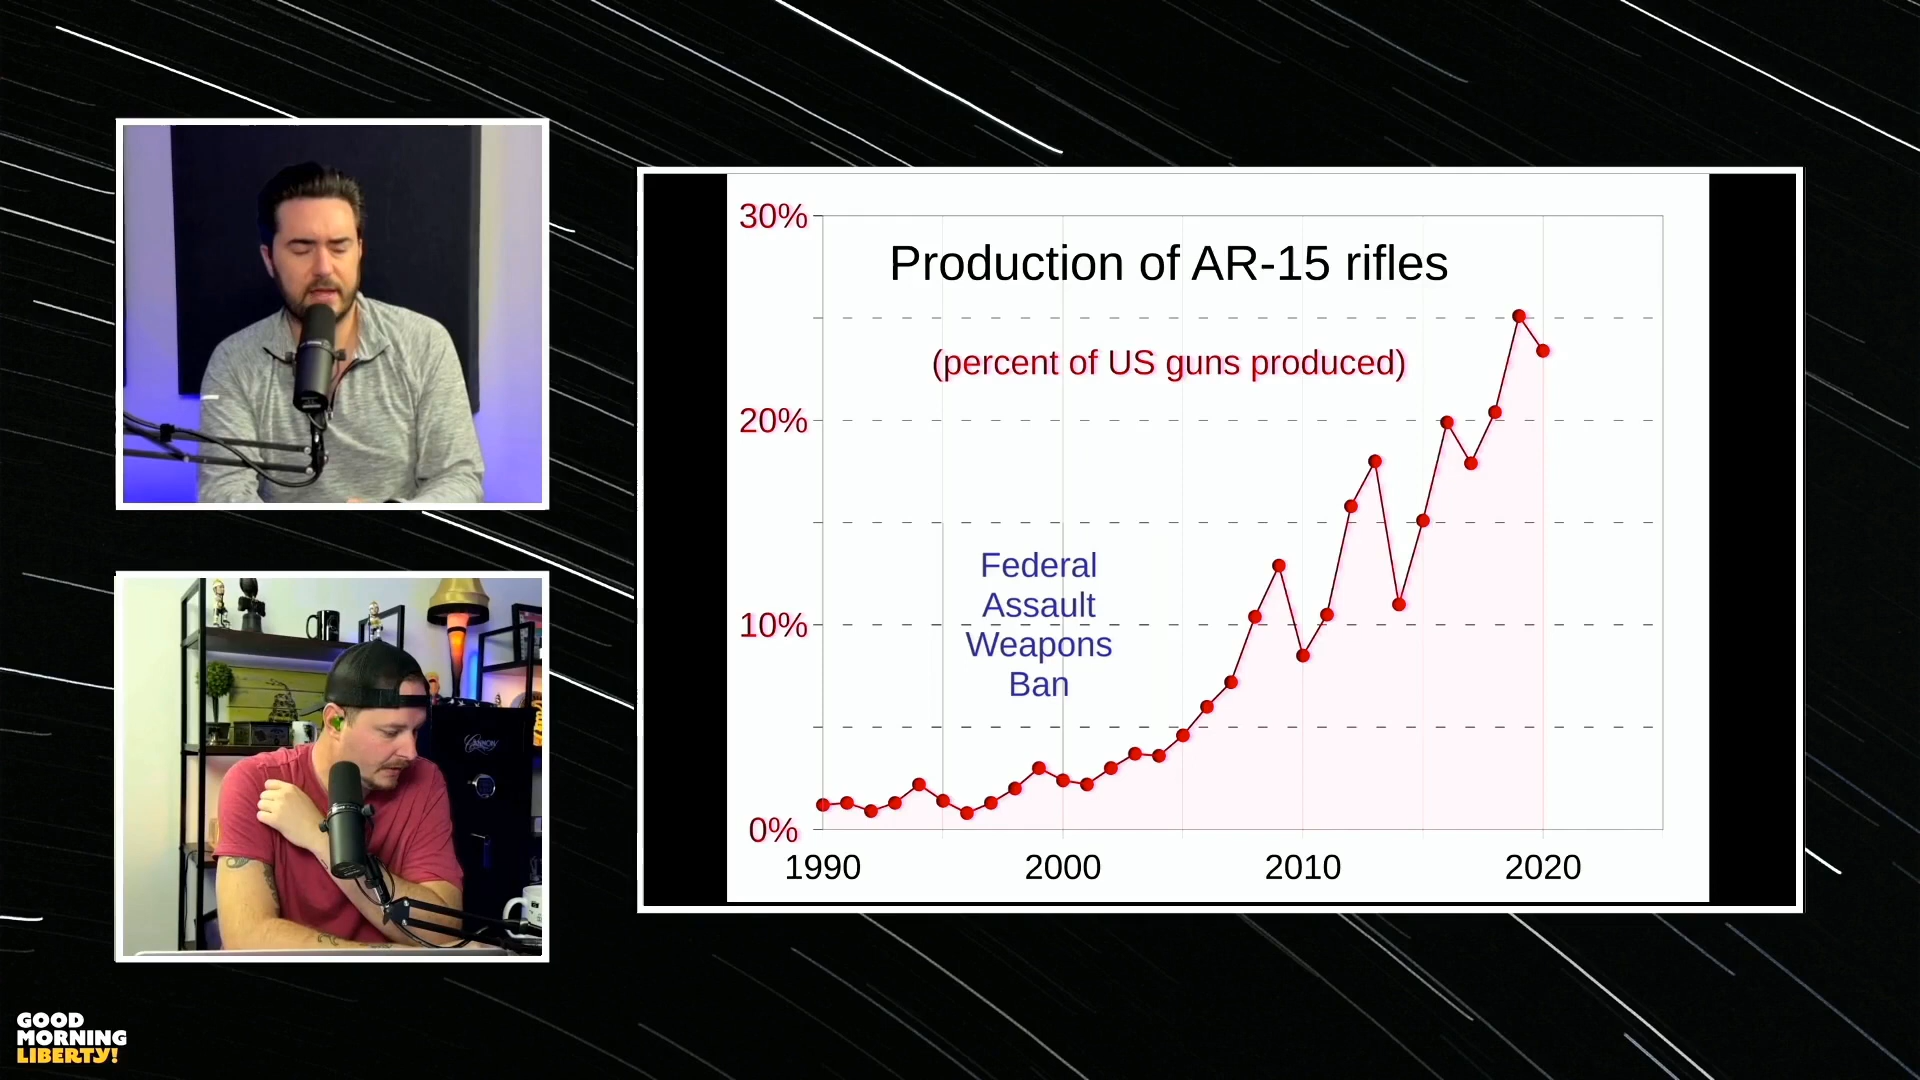 30%
Production of AR-15 rifles
(percent of US guns produced)
20%
Federal
Assault
10%
Weapons
Ban
0%
1990
2000
2010
2020
CANNON
GOOD
MORNING
LIBERTY!